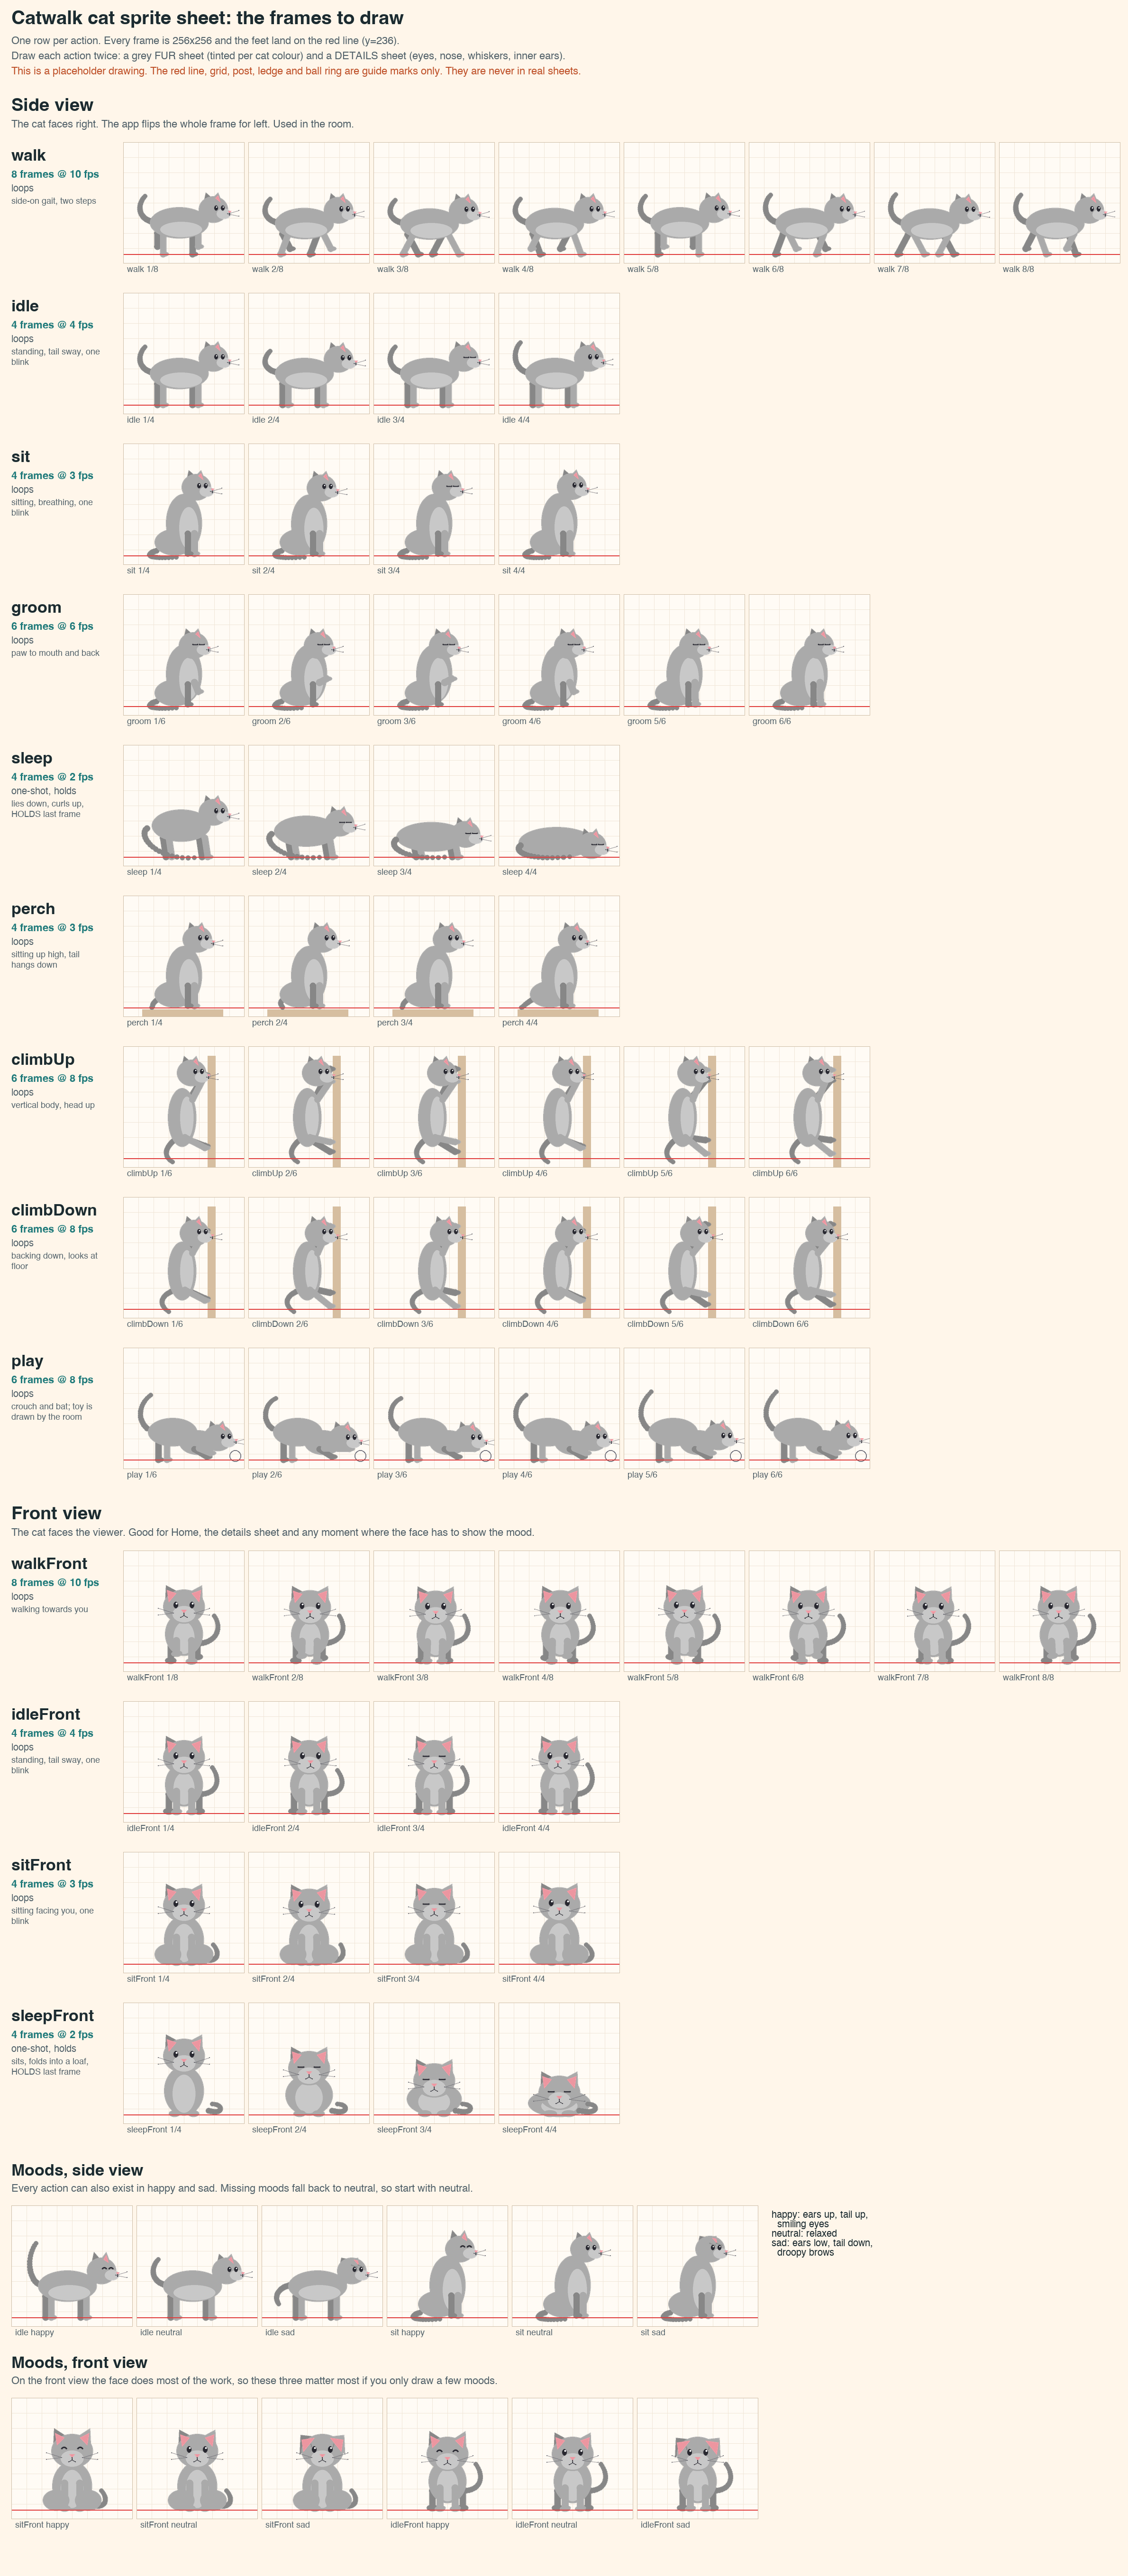 Catwalk cat sprite sheet: the frames to draw
One row per action. Every frame is 256x256 and the feet land on the red line (y=236).
Draw each action twice: a grey FUR sheet (tinted per cat colour) and a DETAILS sheet (eyes, nose, whiskers, inner ears).
This is a placeholder drawing. The red line, grid, post, ledge and ball ring are guide marks only. They are never in real sheets.
Side view
The cat faces right. The app flips the whole frame for left. Used in the room.
walk
8 frames @ 10 fps
loops
side-on gait, two steps
walk 1/8 walk 2/8 walk 3/8 walk 4/8 walk 5/8 walk 6/8 walk 7/8 walk 8/8
idle
4 frames @ 4 fps
loops
standing, tail sway, one
blink
idle 1/4 idle 2/4 idle 3/4 idle 4/4
sit
4 frames @ 3 fps
loops
sitting, breathing, one
blink
sit 1/4 sit 2/4 sit 3/4 sit 4/4
groom
6 frames @ 6 fps
loops
paw to mouth and back
groom 1/6 groom 2/6 groom 3/6 groom 4/6 groom 5/6 groom 6/6
sleep
4 frames @ 2 fps
one-shot, holds
lies down, curls up,
HOLDS last frame
sleep 1/4 sleep 2/4 sleep 3/4 sleep 4/4
perch
4 frames @ 3 fps
loops
sitting up high, tail
hangs down
perch 1/4 perch 2/4 perch 3/4 perch 4/4
climbUp
6 frames @ 8 fps
loops
vertical body, head up
climbUp 1/6 climbUp 2/6 climbUp 3/6 climbUp 4/6 climbUp 5/6 climbUp 6/6
climbDown
6 frames @ 8 fps
loops
backing down, looks at
floor
climbDown 1/6 climbDown 2/6 climbDown 3/6 climbDown 4/6 climbDown 5/6 climbDown 6/6
play
6 frames @ 8 fps
loops
crouch and bat; toy is
drawn by the room
play 1/6 play 2/6 play 3/6 play 4/6 play 5/6 play 6/6
Front view
The cat faces the viewer. Good for Home, the details sheet and any moment where the face has to show the mood.
walkFront
8 frames @ 10 fps
loops
walking towards you
walkFront 1/8 walkFront 2/8 walkFront 3/8 walkFront 4/8 walkFront 5/8 walkFront 6/8 walkFront 7/8 walkFront 8/8
idleFront
4 frames @ 4 fps
loops
standing, tail sway, one
blink
idleFront 1/4 idleFront 2/4 idleFront 3/4 idleFront 4/4
sitFront
4 frames @ 3 fps
loops
sitting facing you, one
blink
sitFront 1/4 sitFront 2/4 sitFront 3/4 sitFront 4/4
sleepFront
4 frames @ 2 fps
one-shot, holds
sits, folds into a loaf,
HOLDS last frame
sleepFront 1/4 sleepFront 2/4 sleepFront 3/4 sleepFront 4/4
Moods, side view
Every action can also exist in happy and sad. Missing moods fall back to neutral, so start with neutral.
happy: ears up, tail up,
smiling eyes
neutral: relaxed
sad: ears low, tail down,
droopy brows
idle happy idle neutral idle sad sit happy sit neutral sit sad
Moods, front view
On the front view the face does most of the work, so these three matter most if you only draw a few moods.
sitFront happy sitFront neutral sitFront sad idleFront happy idleFront neutral idleFront sad